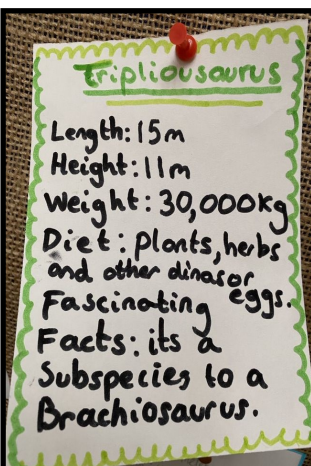 Tripliousaurus
Length: 15m
Height: 11m
Weight: 30,000kg
Diet: plants, herbs
and other dinasor
eggs.
Fascinating
Facts: its a
Subspecies to a
Brachiosaurus.